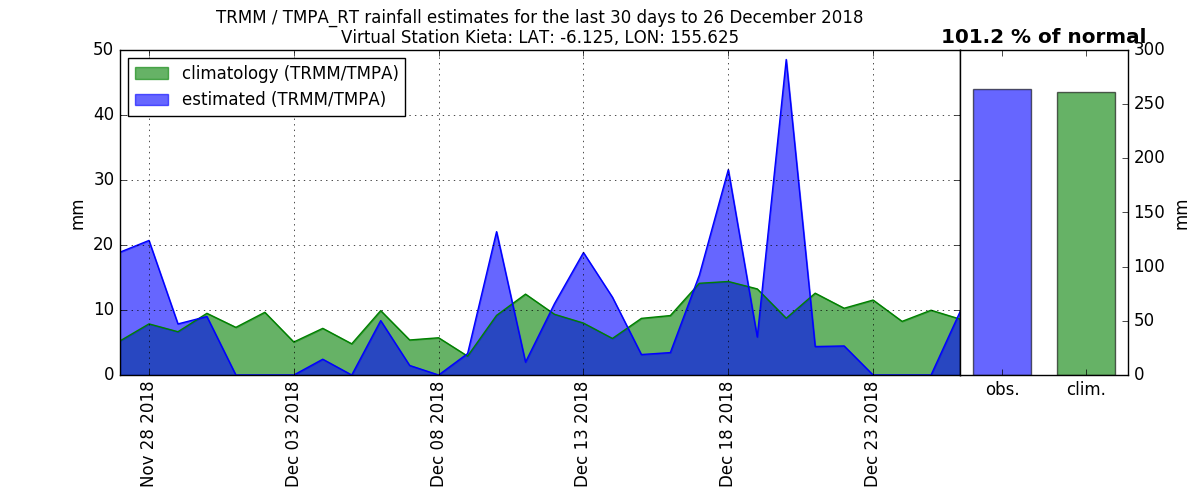 TRMM / TMPA_RT rainfall estimates for the last 30 days to 26 December 2018
Virtual Station Kieta: LAT: -6.125, LON: 155.625
101.2 % of normal
climatology (TRMM/TMPA)
estimated (TRMM/TMPA)
50
40
30
20
10
0
mm
Nov 28 2018
Dec 03 2018
Dec 08 2018
Dec 13 2018
Dec 18 2018
Dec 23 2018
300
250
200
150
100
50
0
mm
obs.
clim.